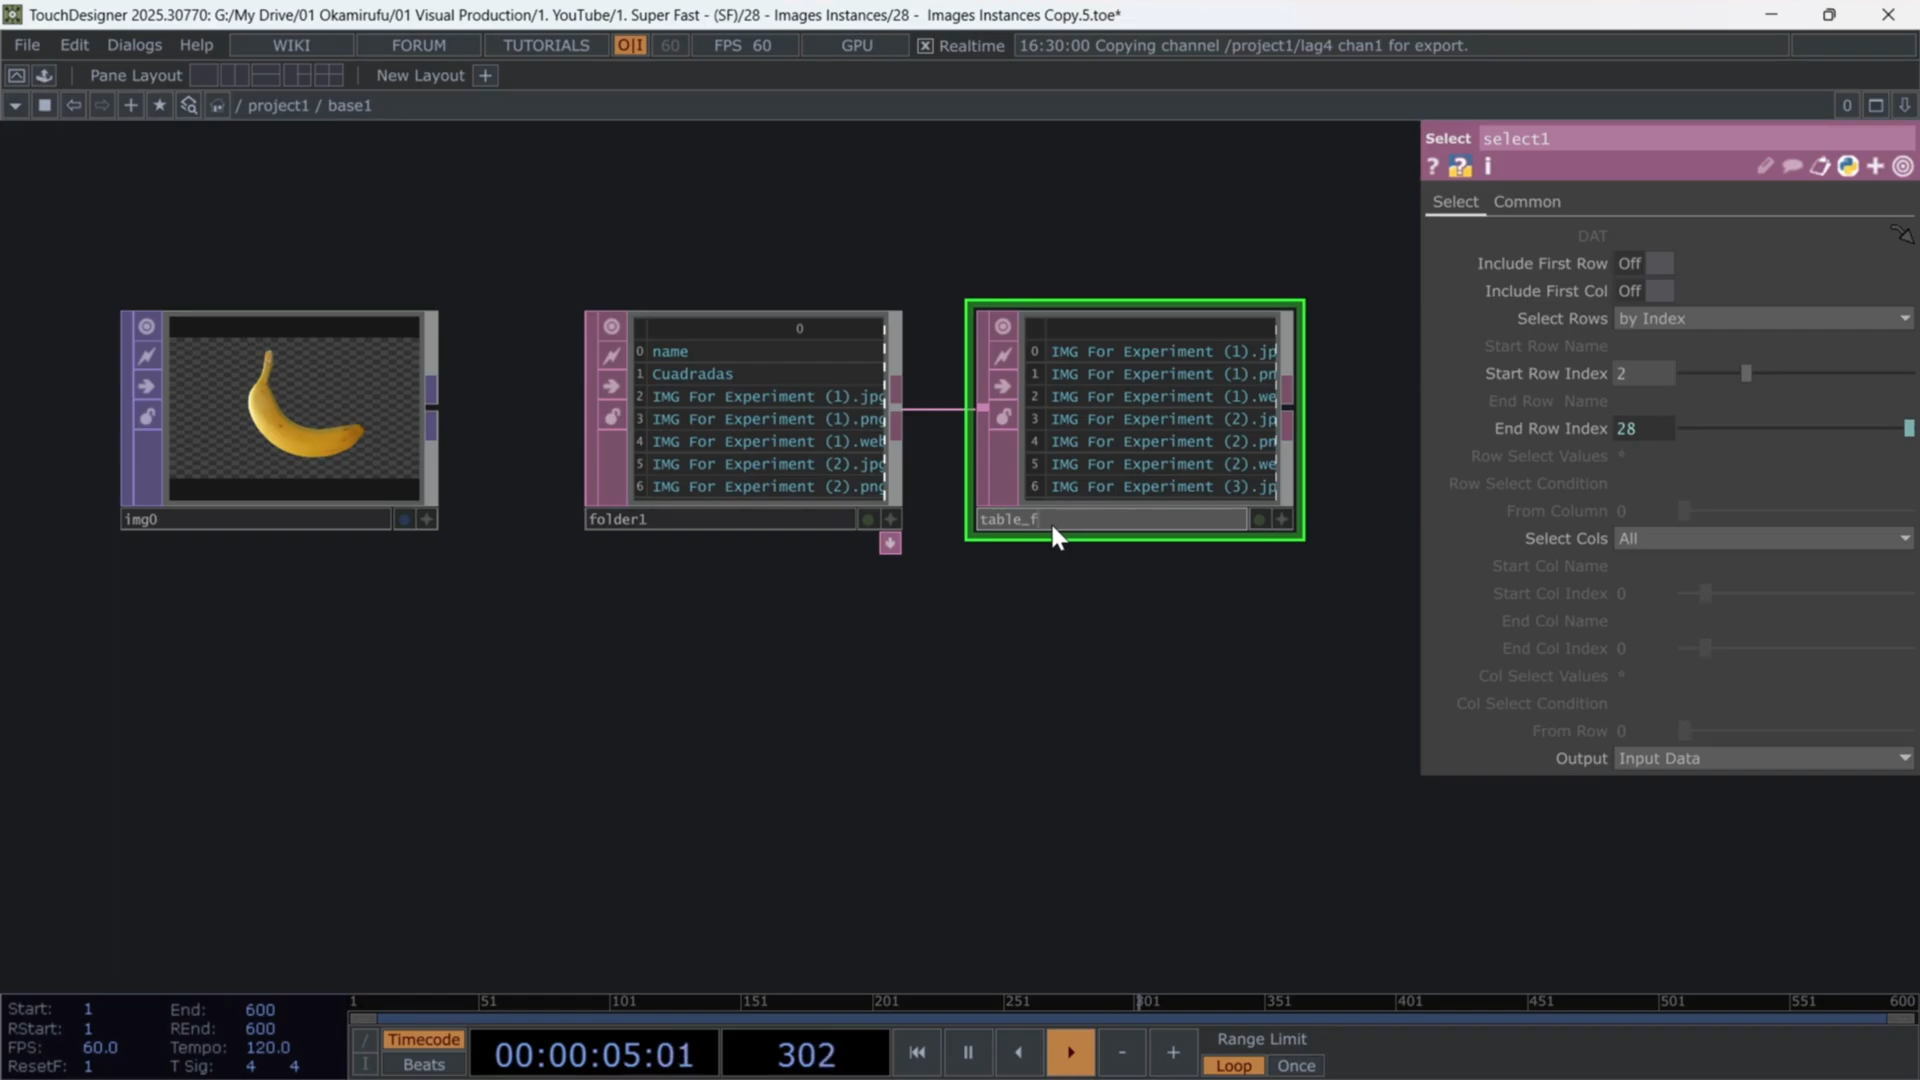 TouchDesigner 2025.30770: G:/My Drive/01 Okamirufu/01 Visual Production/1. YouTube/1. Super Fast - (SF)/28 - Images Instances/28 -  Images Instances Copy.5.toe*
File Edit Dialogs Help WIKI FORUM TUTORIALS O|I 60 FPS 60 GPU Realtime 16:30:00 Copying channel /project1/lag4 chan1 for export.
Pane Layout New Layout +
/ project1 / base1 0
Select select1
? ? i
Select Common
DAT
Include First Row Off
Include First Col Off
Select Rows by Index
Start Row Name
Start Row Index 2
End Row  Name
End Row Index 28
Row Select Values *
Row Select Condition
From Column 0
Select Cols All
Start Col Name
Start Col Index 0
End Col Name
End Col Index 0
Col Select Values *
Col Select Condition
From Row 0
Output Input Data
img0
0
0 name
1 Cuadradas
2 IMG For Experiment (1).jpg
3 IMG For Experiment (1).png
4 IMG For Experiment (1).web
5 IMG For Experiment (2).jpg
6 IMG For Experiment (2).png
folder1
0 IMG For Experiment (1).jp
1 IMG For Experiment (1).pn
2 IMG For Experiment (1).we
3 IMG For Experiment (2).jp
4 IMG For Experiment (2).pn
5 IMG For Experiment (2).we
6 IMG For Experiment (3).jp
table_f
1 51 101 151 201 251 301 351 401 451 501 551 600
Start: 1 End: 600
RStart: 1 REnd: 600
FPS: 60.0 Tempo: 120.0
ResetF: 1 T Sig: 4 4
/ Timecode
I Beats
00:00:05:01 302
- +
Range Limit
Loop Once